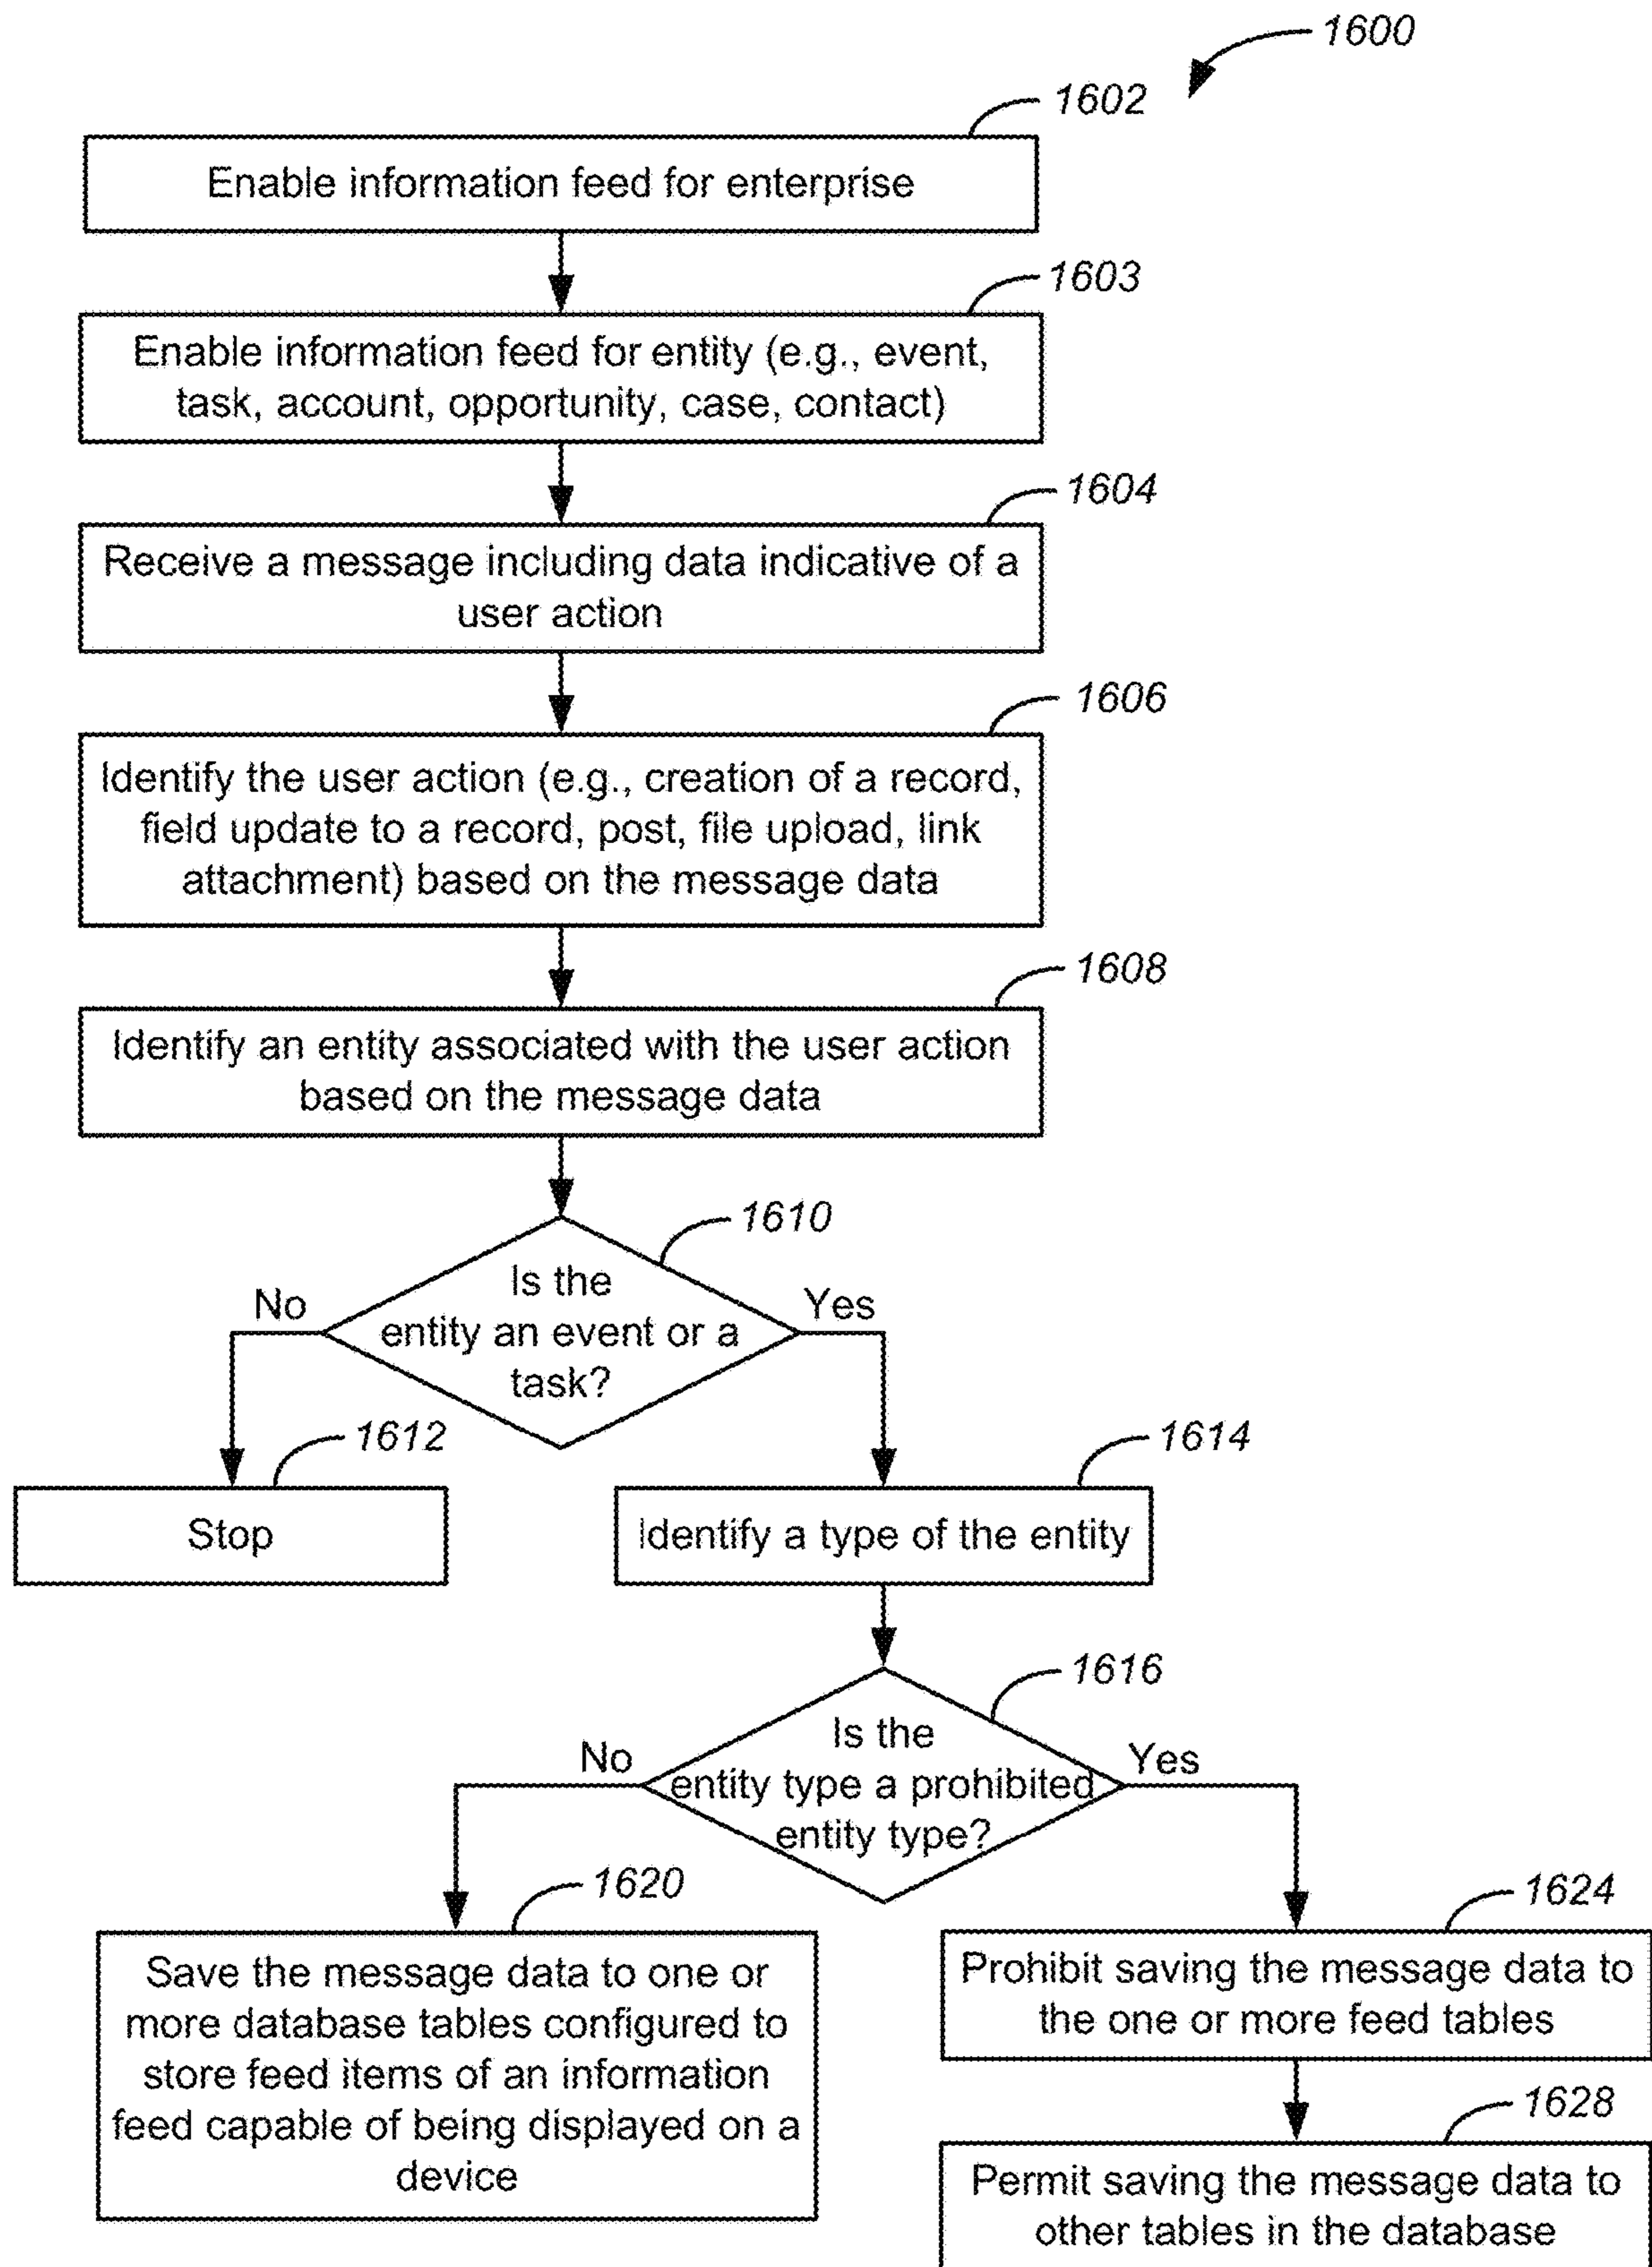 1600
1602
Enable information feed for enterprise
1603
Enable information feed for entity (e.g., event,
task, account, opportunity, case, contact)
1604
Receive a message including data indicative of a
user action
1606
Identify the user action (e.g., creation of a record,
field update to a record, post, file upload, link
attachment) based on the message data
1608
Identify an entity associated with the user action
based on the message data
1610
Is the
entity an event or a
task?
No
Yes
1612
Stop
1614
Identify a type of the entity
1616
Is the
entity type a prohibited
entity type?
No
Yes
1620
Save the message data to one or
more database tables configured to
store feed items of an information
feed capable of being displayed on a
device
1624
Prohibit saving the message data to
the one or more feed tables
1628
Permit saving the message data to
other tables in the database